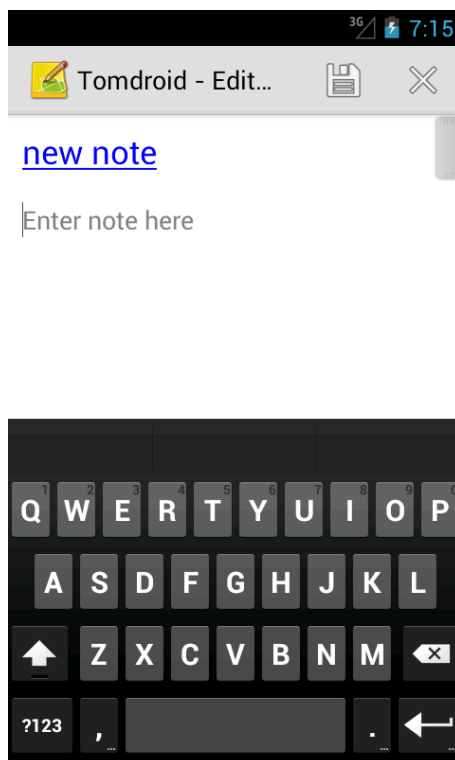 3G 7:15
Tomdroid - Edit...
new note
Enter note here
1 2 3 4 5 6 7 8 9 0
Q W E R T Y U I O P
A S D F G H J K L
Z X C V B N M
?123 , ... . ... ...